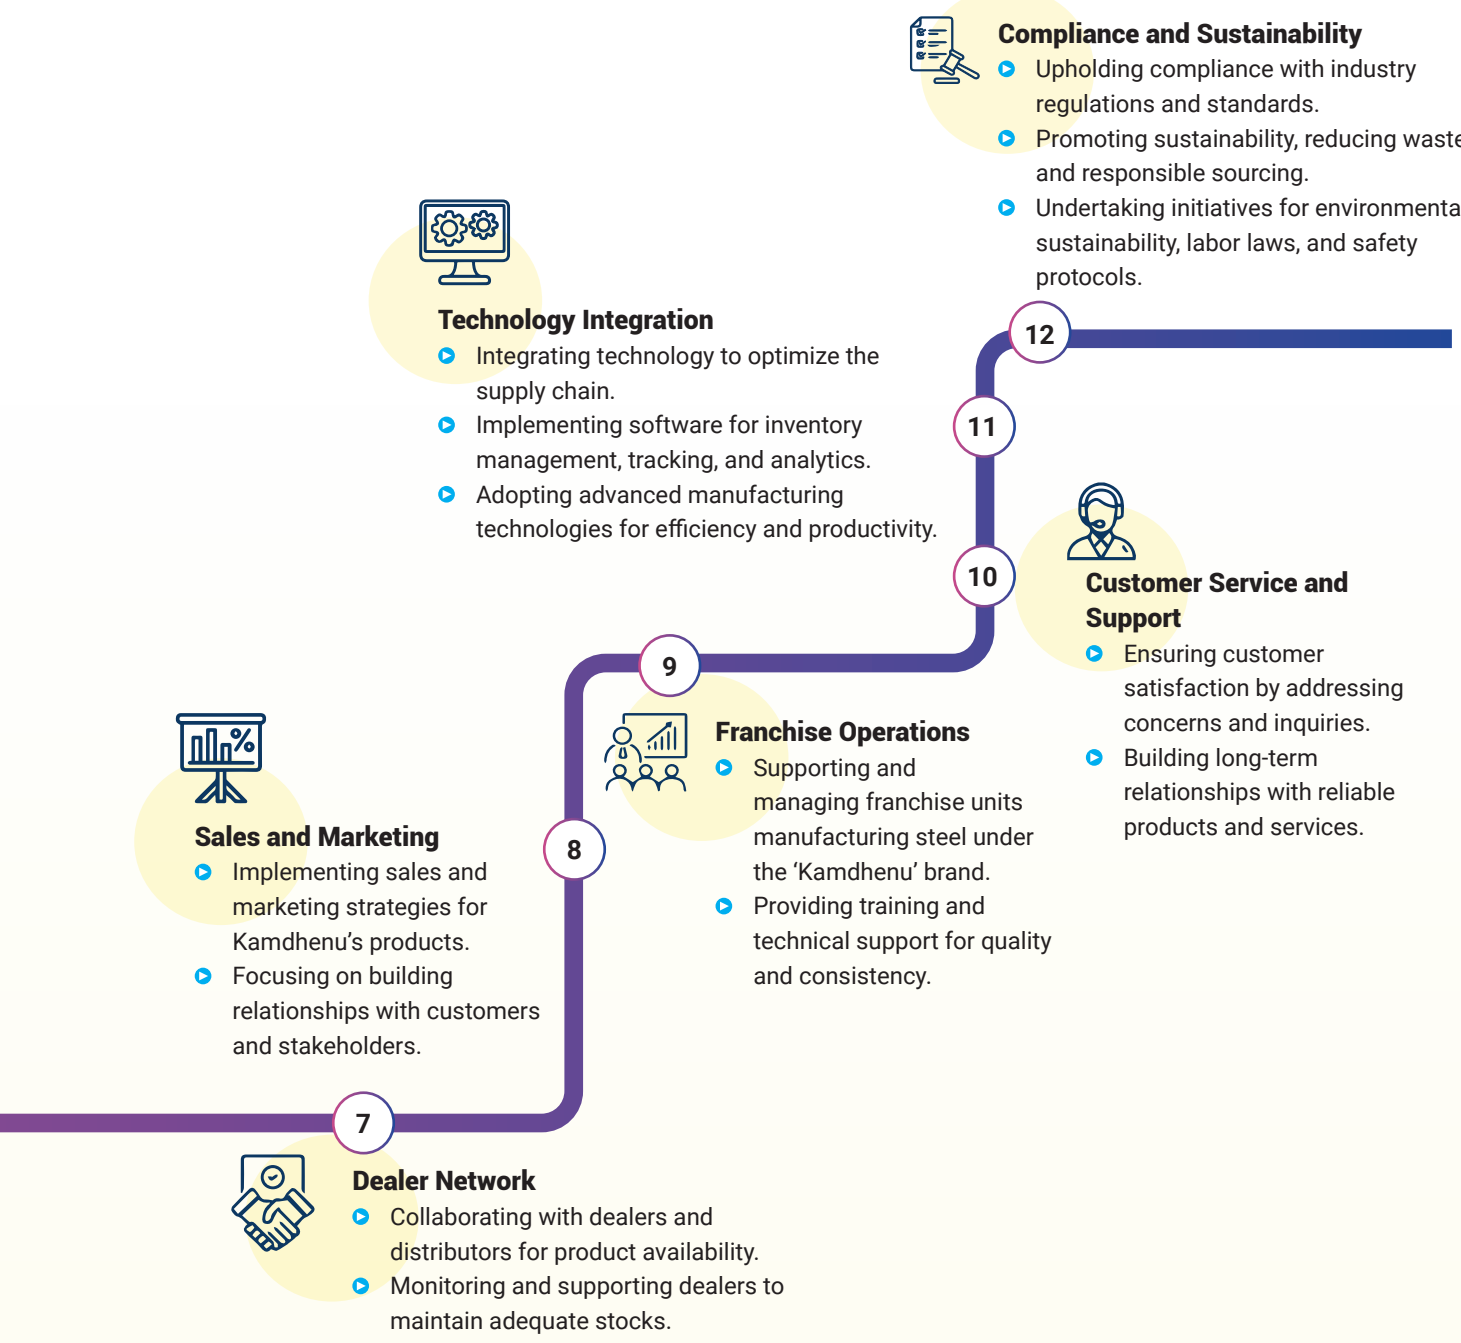 Compliance and Sustainability
Upholding compliance with industry
regulations and standards.
Promoting sustainability, reducing waste
and responsible sourcing.
Undertaking initiatives for environmenta
sustainability, labor laws, and safety
protocols.
12
Technology Integration
Integrating technology to optimize the
supply chain.
Implementing software for inventory
management, tracking, and analytics.
Adopting advanced manufacturing
technologies for efficiency and productivity.
11
10
Customer Service and
Support
Ensuring customer
satisfaction by addressing
concerns and inquiries.
Building long-term
relationships with reliable
products and services.
9
Franchise Operations
Supporting and
managing franchise units
manufacturing steel under
the ‘Kamdhenu’ brand.
Providing training and
technical support for quality
and consistency.
%
Sales and Marketing
Implementing sales and
marketing strategies for
Kamdhenu’s products.
Focusing on building
relationships with customers
and stakeholders.
8
7
Dealer Network
Collaborating with dealers and
distributors for product availability.
Monitoring and supporting dealers to
maintain adequate stocks.